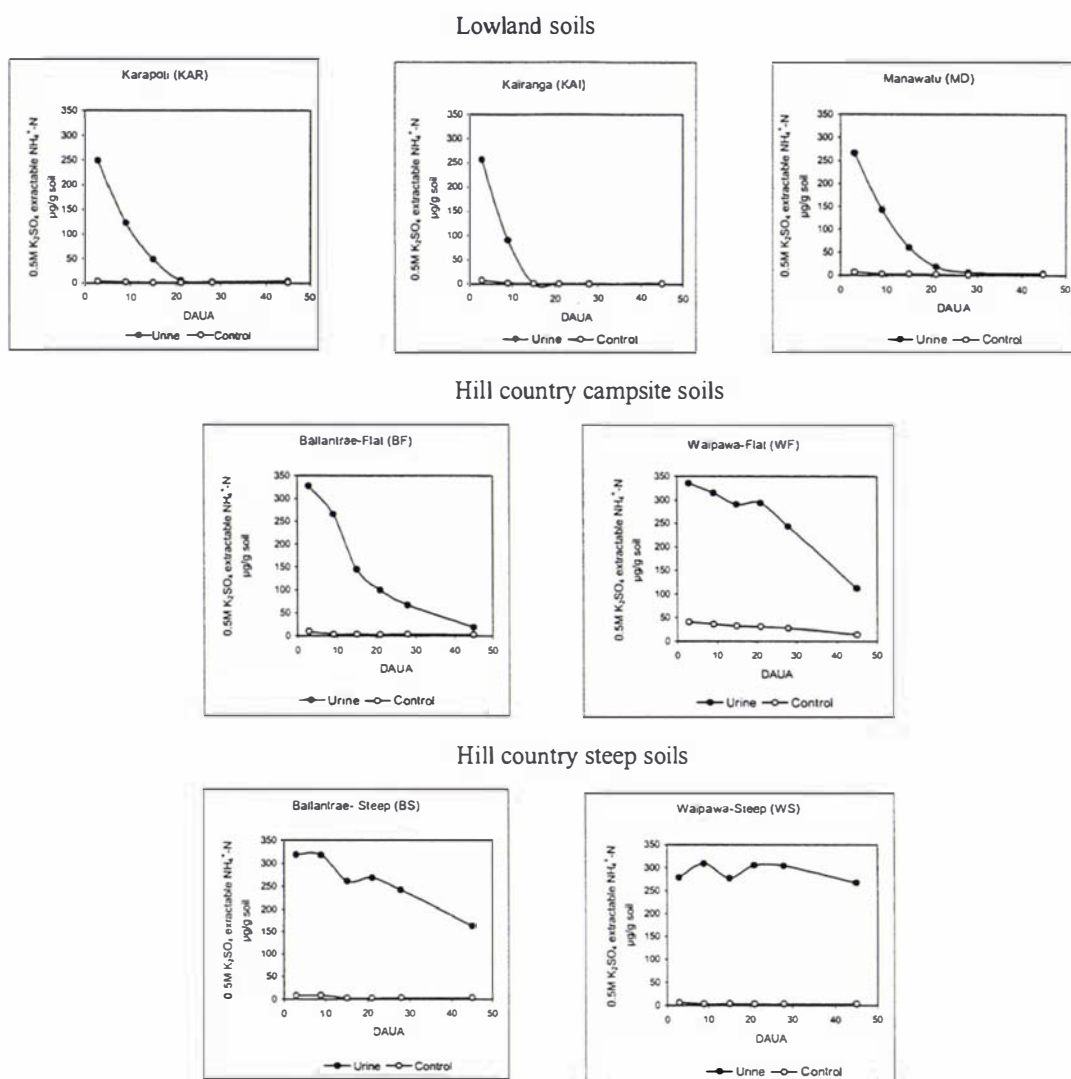 Lowland soils
Karapoti (KAR)
0.5M K₂SO₄ exractable NH₄⁺-N
µg/g soil
350
300
250
200
150
100
50
0
0 10 20 30 40 50
DAUA
Urine Control
Kairanga (KAI)
0.5M K₂SO₄ extractable NH₄⁺-N
µg/g soil
350
300
250
200
150
100
50
0
0 10 20 30 40 50
DAUA
Urine Control
Manawatu (MD)
0.5M K₂SO₄ extractable NH₄⁺-N
µg/g soil
350
300
250
200
150
100
50
0
0 10 20 30 40 50
DAUA
Urine Control
Hill country campsite soils
Ballantrae-Flat (BF)
0.5M K₂SO₄ extractable NH₄⁺-N
µg/g soil
350
300
250
200
150
100
50
0
0 10 20 30 40 50
DAUA
Urine Control
Waipawa-Flat (WF)
0.5M K₂SO₄ extractable NH₄⁺-N
µg/g soil
350
300
250
200
150
100
50
0
0 10 20 30 40 50
DAUA
Urine Control
Hill country steep soils
Ballantrae- Steep (BS)
0.5M K₂SO₄ exractable NH₄⁺-N
µg/g soil
350
300
250
200
150
100
50
0
0 10 20 30 40 50
DAUA
Urine Control
Waipawa-Steep (WS)
0.5M K₂SO₄ extractable NH₄⁺-N
µg/g soil
350
300
250
200
150
100
50
0
0 10 20 30 40 50
DAUA
Urine Control